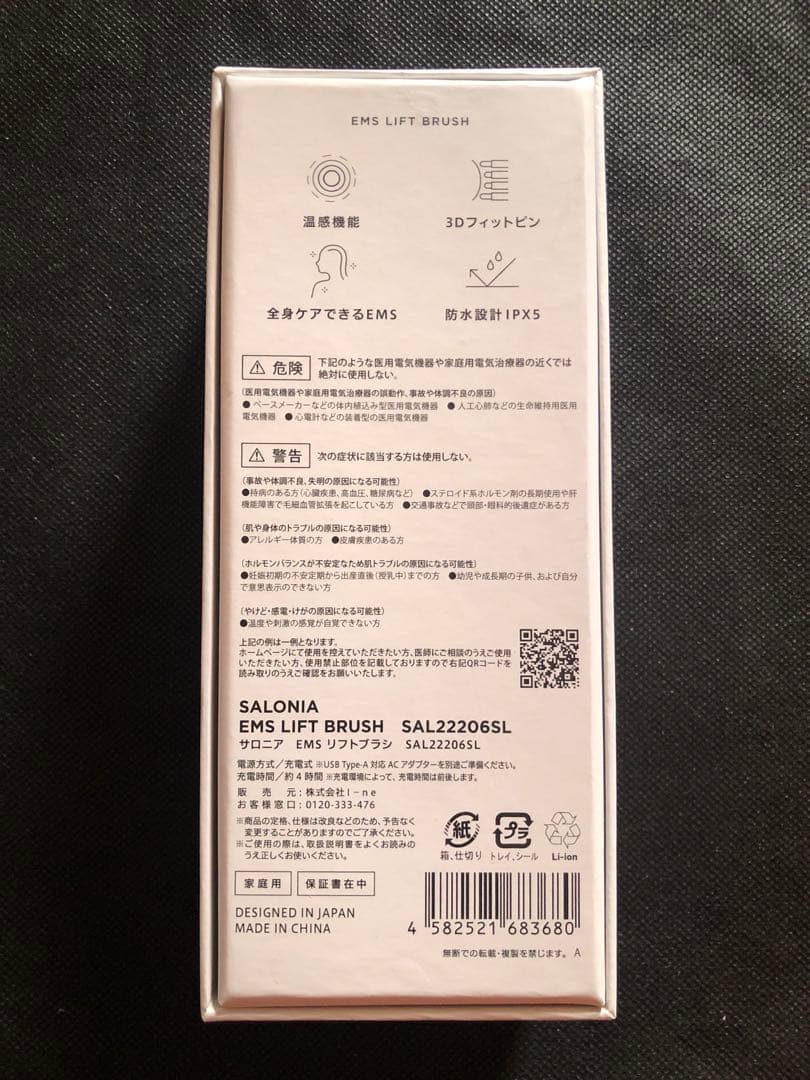 EMS LIFT BRUSH
温感機能
3Dフィットピン
全身ケアできるEMS
防水設計IPX5
危険 下記のような医用電気機器や家庭用電気治療器の近くでは
絶対に使用しない。
(医用電気機器や家庭用電気治療器の誤動作、事故や体調不良の原因)
●ペースメーカーなどの体内植込み型医用電気機器 ●人工心肺などの生命維持用医用
電気機器 ●心電計などの装着型の医用電気機器
警告 次の症状に該当する方は使用しない。
(事故や体調不良、失明の原因になる可能性)
●持病のある方(心臓疾患、高血圧、糖尿病など) ●ステロイド系ホルモン剤の長期使用や肝
機能障害で毛細血管拡張を起こしている方 ●交通事故などで頭部・眼科的後遺症がある方
(肌や身体のトラブルの原因になる可能性)
●アレルギー体質の方 ●皮膚疾患のある方
(ホルモンバランスが不安定なため肌トラブルの原因になる可能性)
●妊娠初期の不安定期から出産直後(授乳中)までの方 ●幼児や成長期の子供、および自分
で意思表示のできない方
(やけど・感電・けがの原因になる可能性)
●温度や刺激の感覚が自覚できない方
上記の例は一例となります。
ホームページにて使用を控えていただきたい方、医師にご相談のうえご使用
いただきたい方、使用禁止部位を記載しておりますので右記QRコードを
読み取りのうえご確認をお願いいたします。
SALONIA
EMS LIFT BRUSH SAL22206SL
サロニア EMS リフトブラシ SAL22206SL
電源方式/充電式 ※USB Type-A 対応 AC アダプターを別途ご準備ください。
充電時間/約4時間 ※充電環境によって、充電時間は前後します。
販売元:株式会社I-ne
お客様窓口:0120-333-476
※商品の定格、仕様は改良などのため、予告なく
変更することがありますのでご了承ください。
※ご使用の際は、取扱説明書をよくお読みの
うえ正しくお使いください。
紙
箱、仕切り
プラ
トレイ、シール
Li-ion
家庭用 保証書在中
DESIGNED IN JAPAN
MADE IN CHINA
4 582521 683680
無断での転載・複製を禁じます。 A